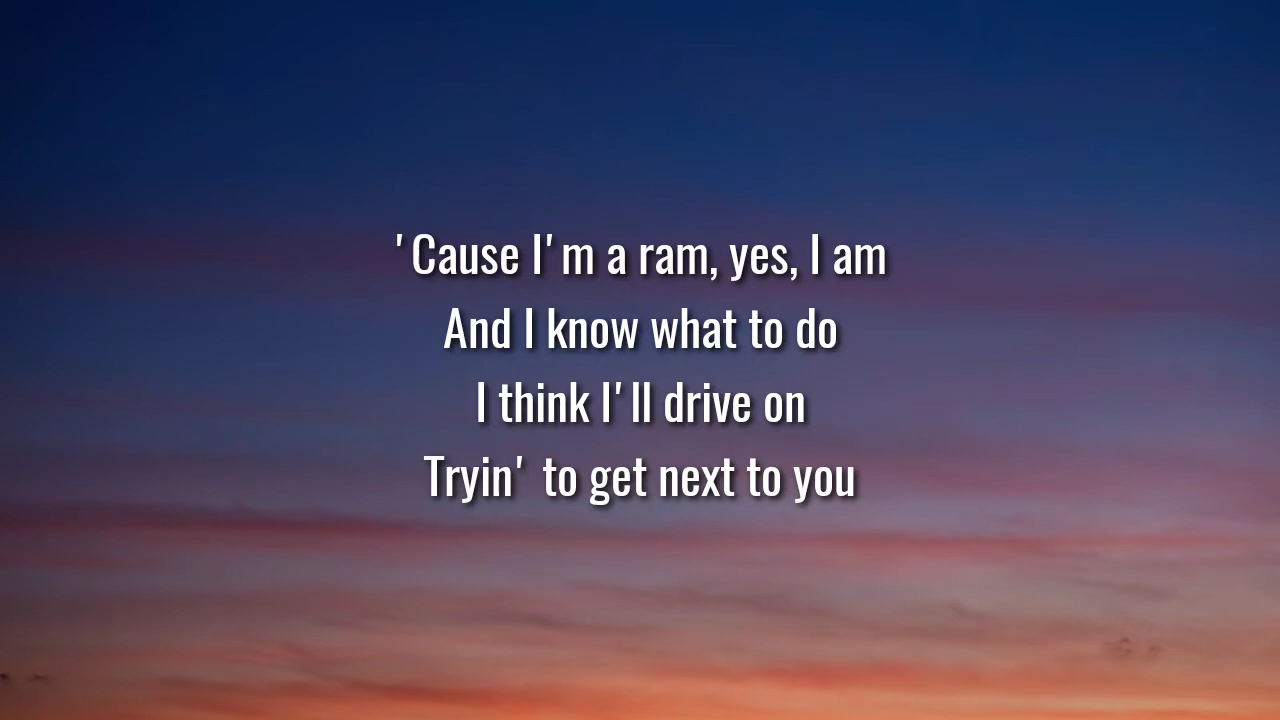 'Cause I'm a ram, yes, I am
And I know what to do
I think I'll drive on
Tryin' to get next to you